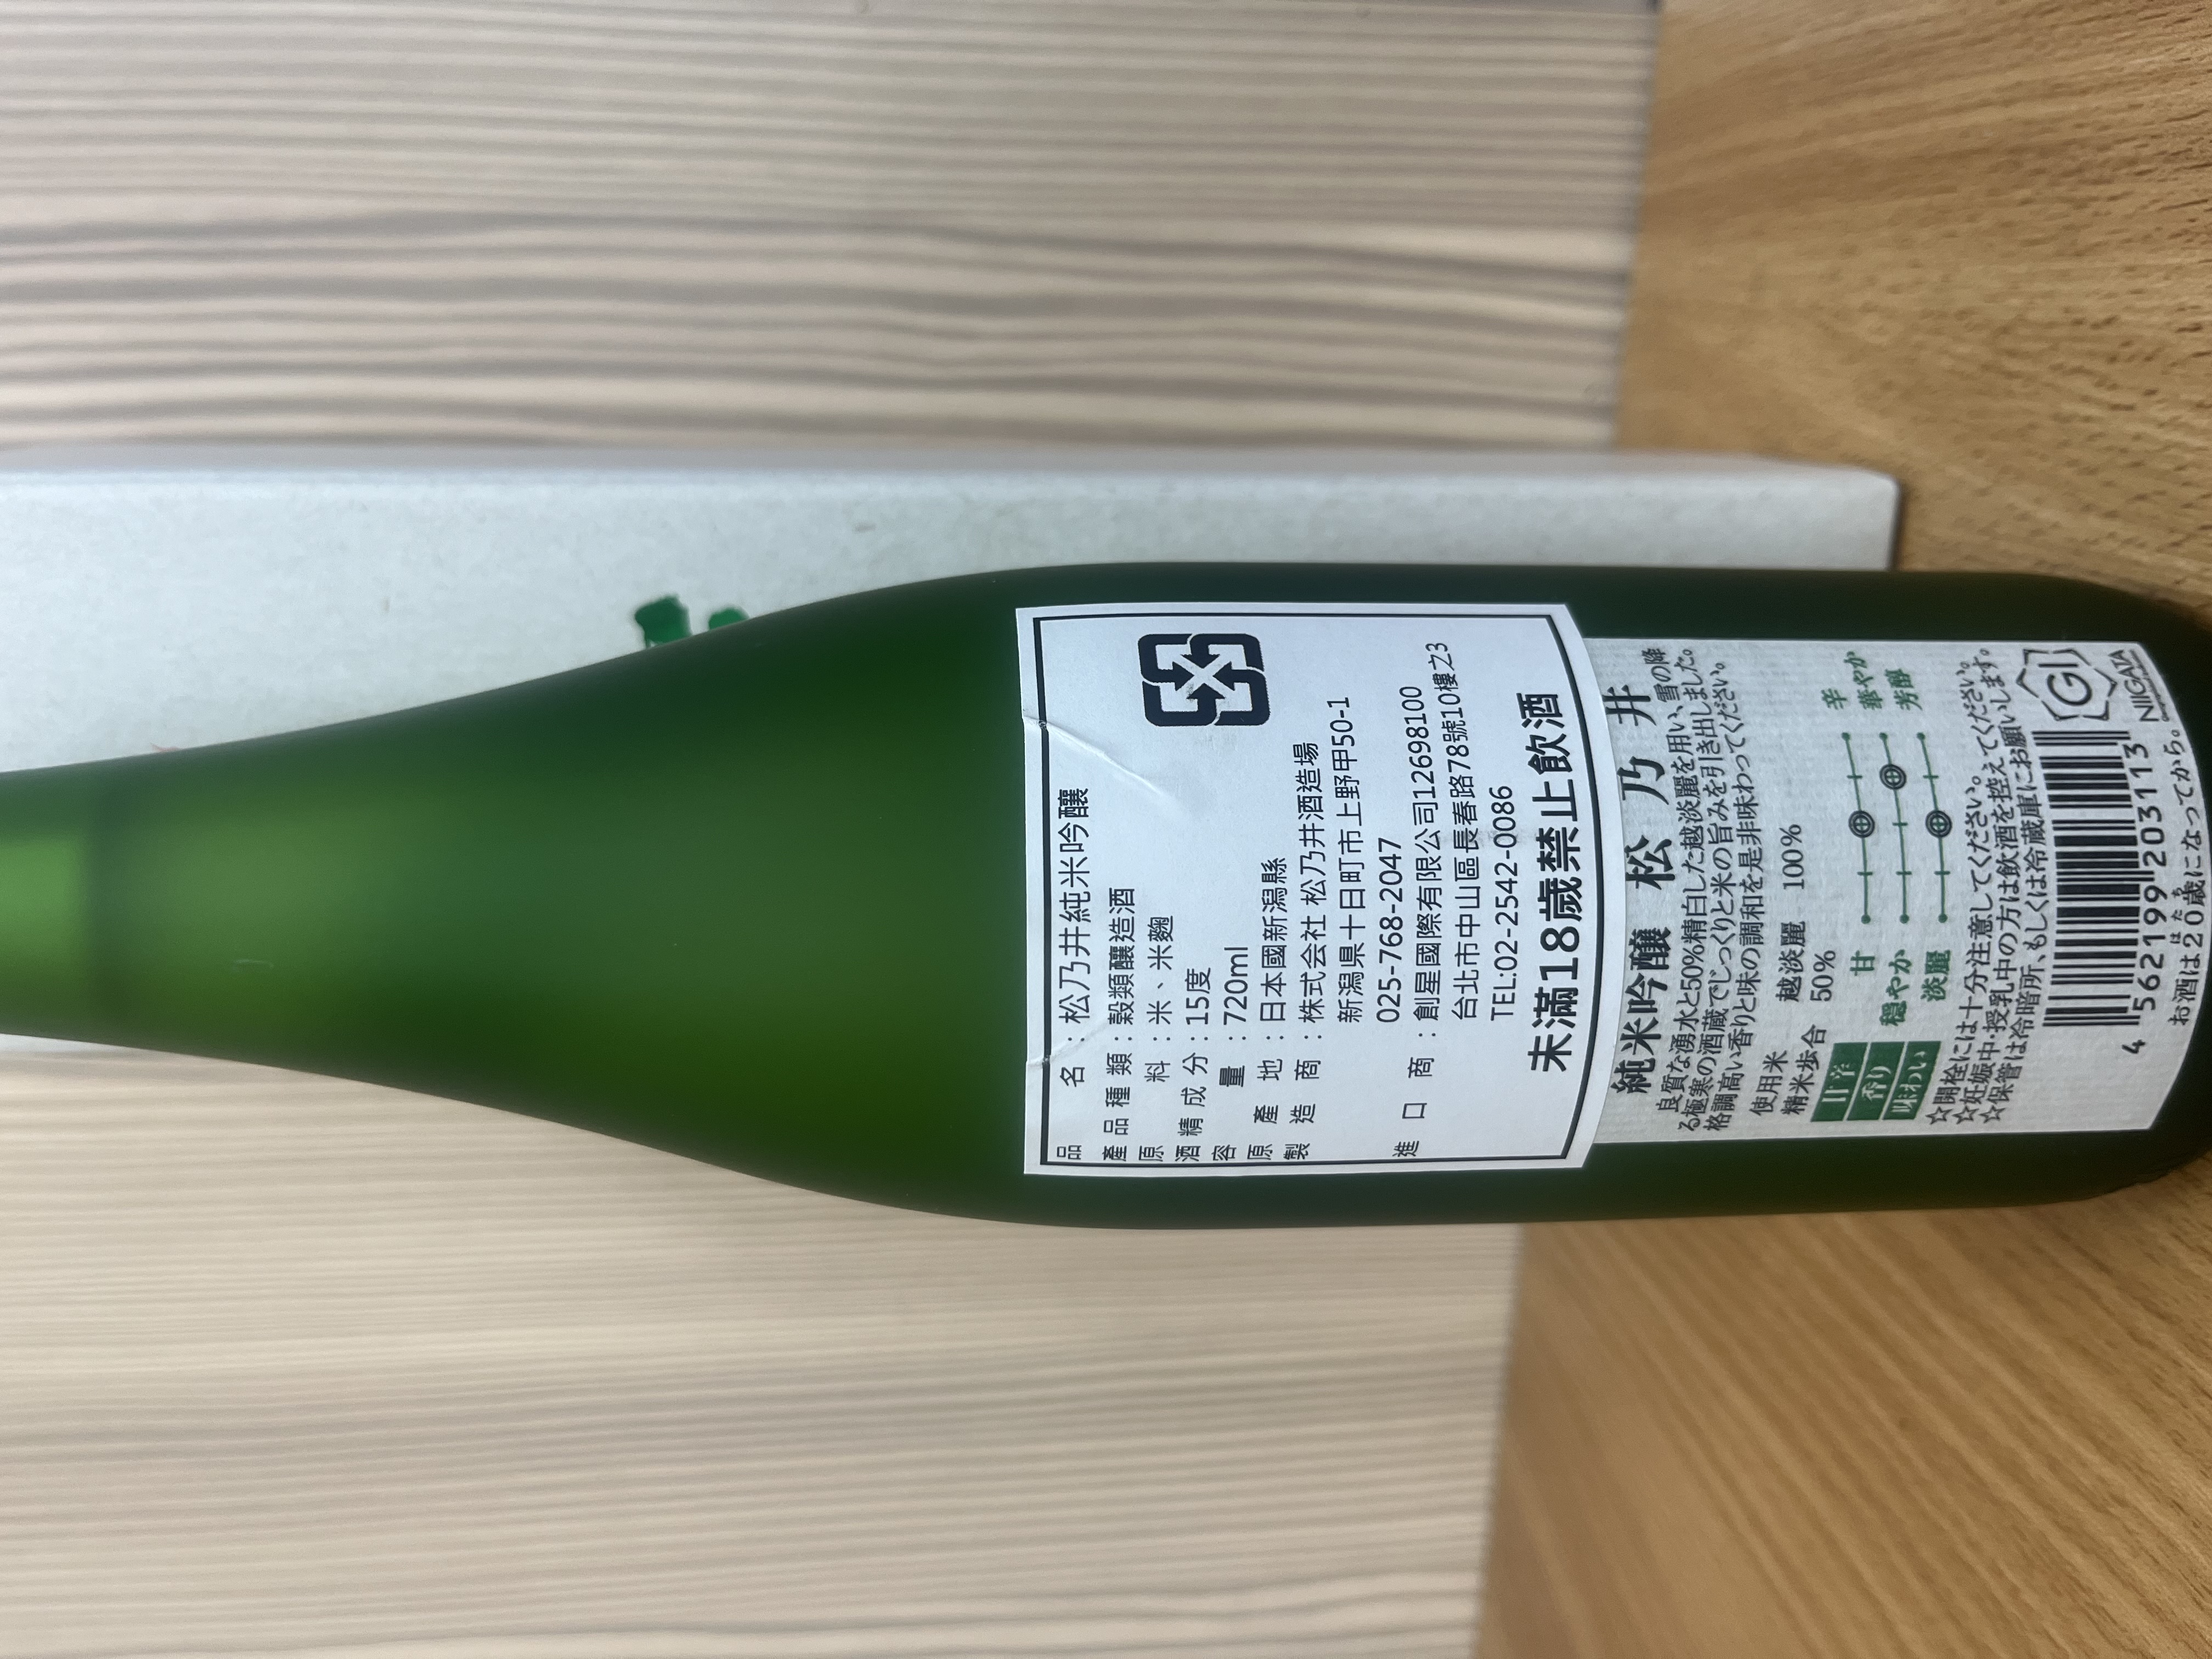 品名：松乃井純米吟釀
產品種類：穀類釀造酒
原料：米、米麴
酒精成分：15度
容量：720ml
原產地：日本國新潟縣
製造商：株式会社 松乃井酒造場
新潟県十日町市上野甲50-1
025-768-2047
進口商：創星國際有限公司12698100
台北市中山區長春路78號10樓之3
TEL:02-2542-0086
未滿18歲禁止飲酒
純米吟醸 松乃井
良質な湧水と50%精白した越淡麗を用い、雪の降
る極寒の酒蔵でじっくりと米の旨みを引き出しました。
格調高い香りと味の調和を是非味わってください。
使用米 越淡麗 100%
精米歩合 50%
甘辛 甘 辛
香り 穏やか 華やか
味わい 淡麗 芳醇
☆開栓には十分注意してください。
☆妊娠中・授乳中の方は飲酒を控えてください。
☆保管は冷暗所、もしくは冷蔵庫にお願いします。
GI
NIIGATA
4 562199 203113
お酒は20歳になってから。